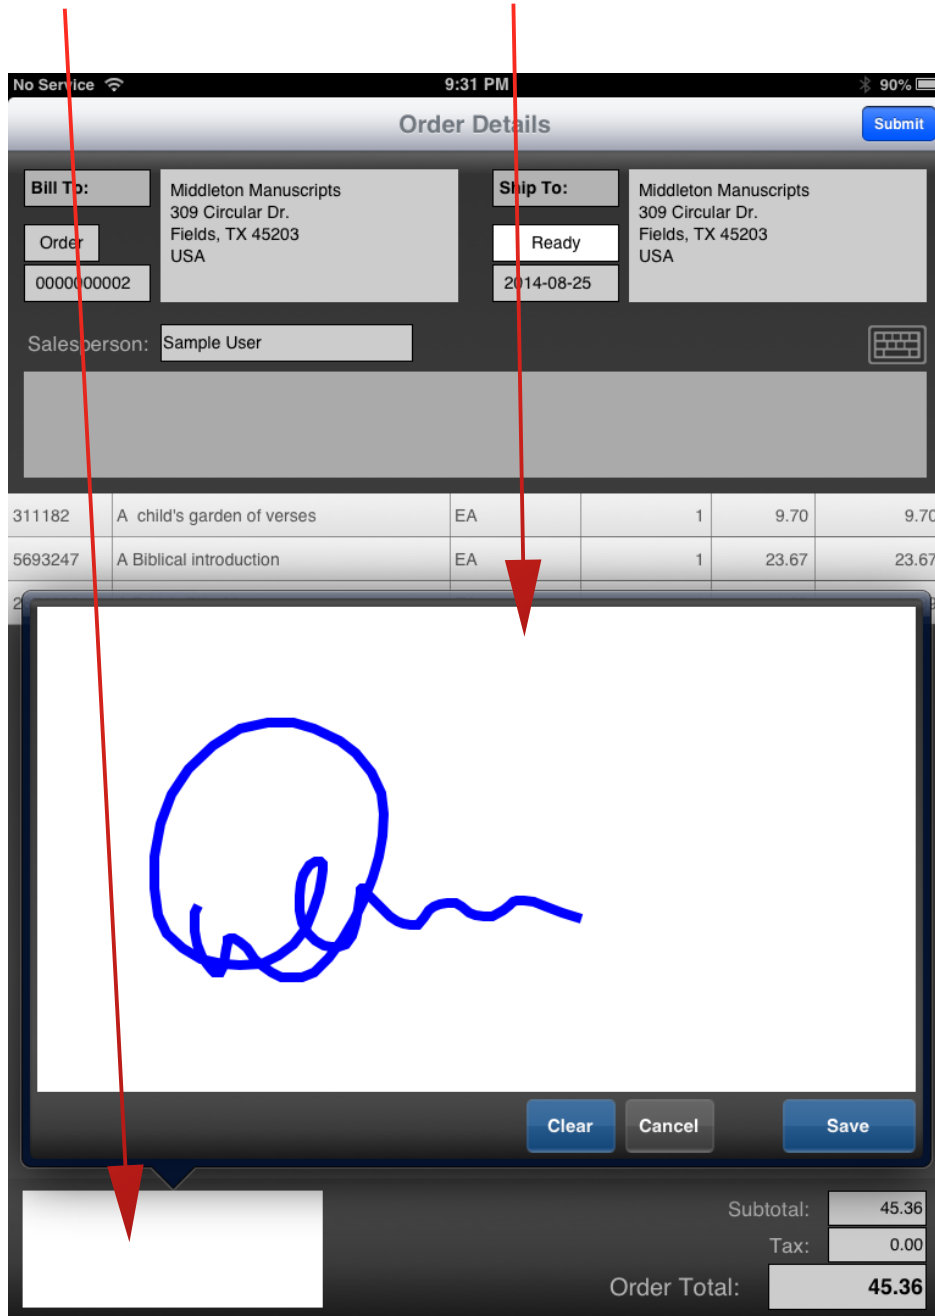 No Service 9:31 PM 90%
Order Details Submit
Bill To:
Middleton Manuscripts
309 Circular Dr.
Fields, TX 45203
USA
Order
0000000002
Ship To:
Middleton Manuscripts
309 Circular Dr.
Fields, TX 45203
USA
Ready
2014-08-25
Salesperson: Sample User
311182 A child's garden of verses EA 1 9.70 9.70
5693247 A Biblical introduction EA 1 23.67 23.67
Clear Cancel Save
Subtotal: 45.36
Tax: 0.00
Order Total: 45.36